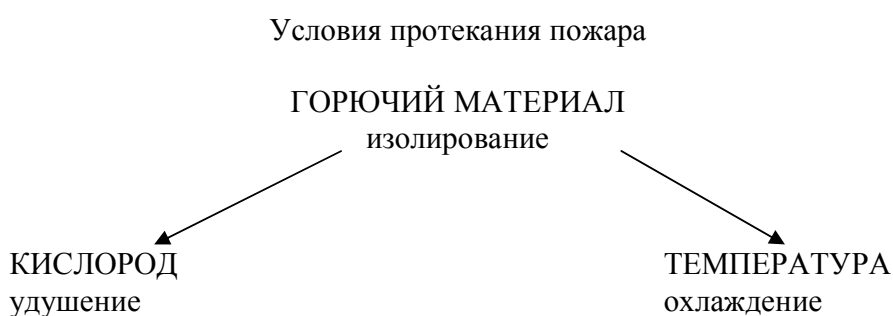 Условия протекания пожара
ГОРЮЧИЙ МАТЕРИАЛ
изолирование
КИСЛОРОД
удушение
ТЕМПЕРАТУРА
охлаждение